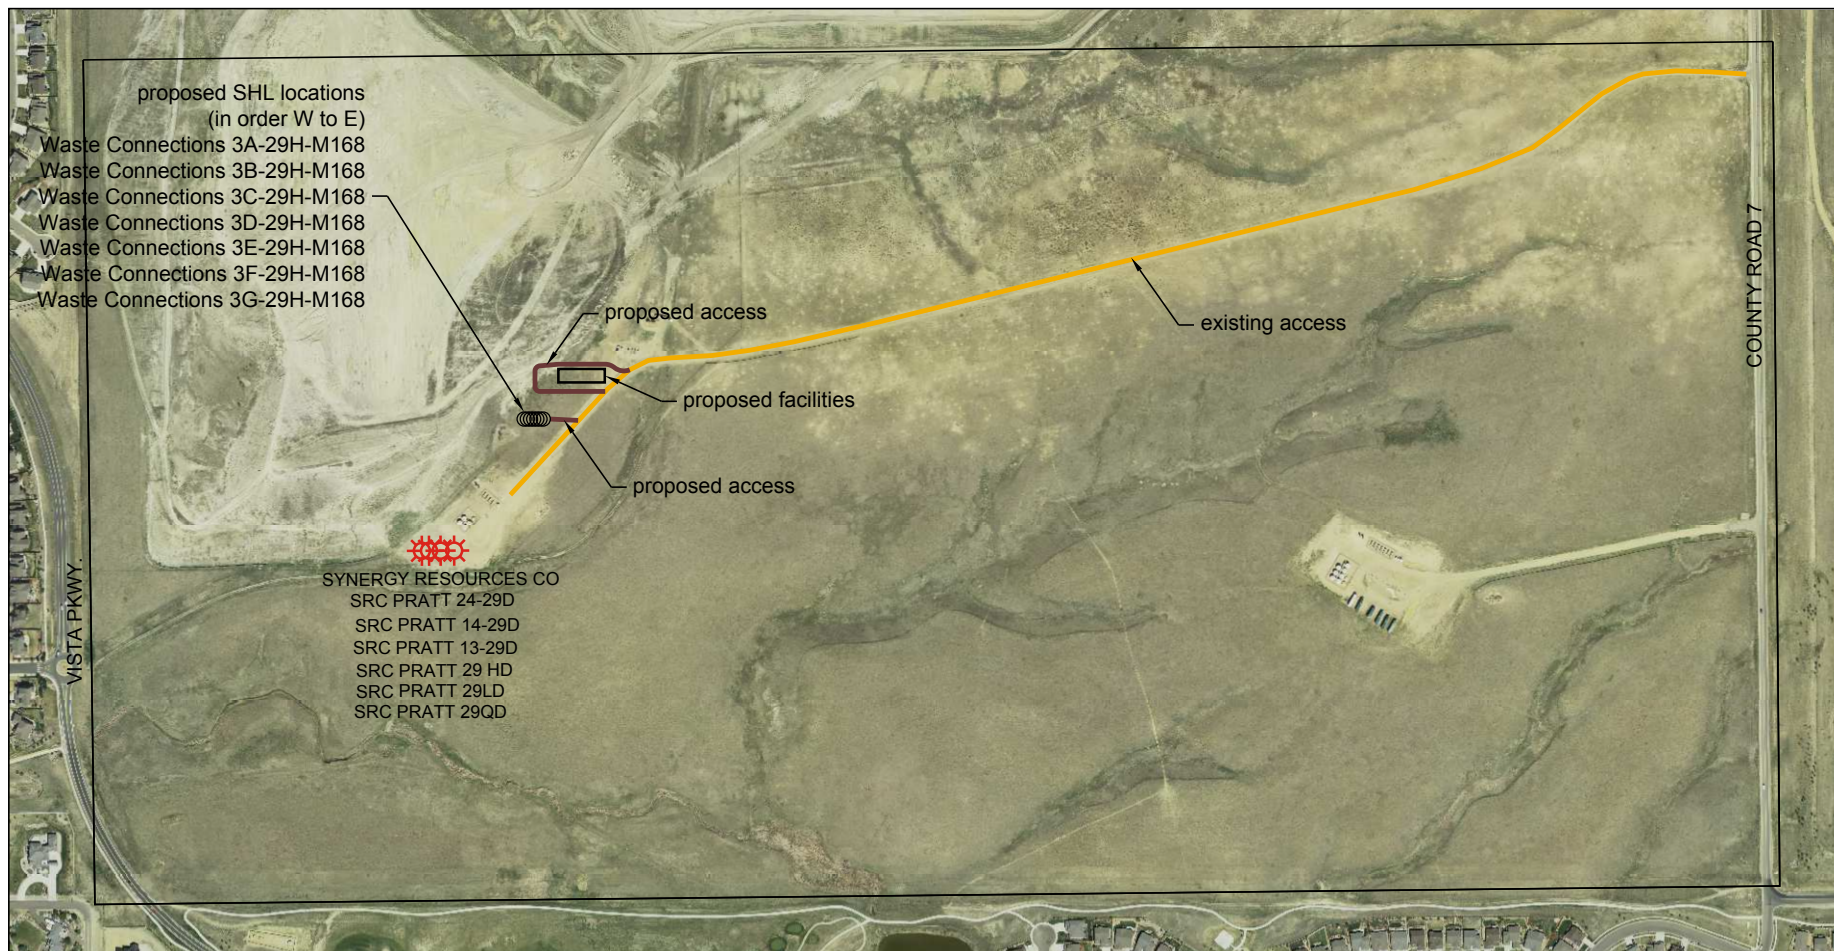 proposed SHL locations
(in order W to E)
Waste Connections 3A-29H-M168
Waste Connections 3B-29H-M168
Waste Connections 3C-29H-M168
Waste Connections 3D-29H-M168
Waste Connections 3E-29H-M168
Waste Connections 3F-29H-M168
Waste Connections 3G-29H-M168
proposed access
existing access
COUNTY ROAD 7
proposed facilities
proposed access
VISTA PKWY.
SYNERGY RESOURCES CO
SRC PRATT 24-29D
SRC PRATT 14-29D
SRC PRATT 13-29D
SRC PRATT 29 HD
SRC PRATT 29LD
SRC PRATT 29QD